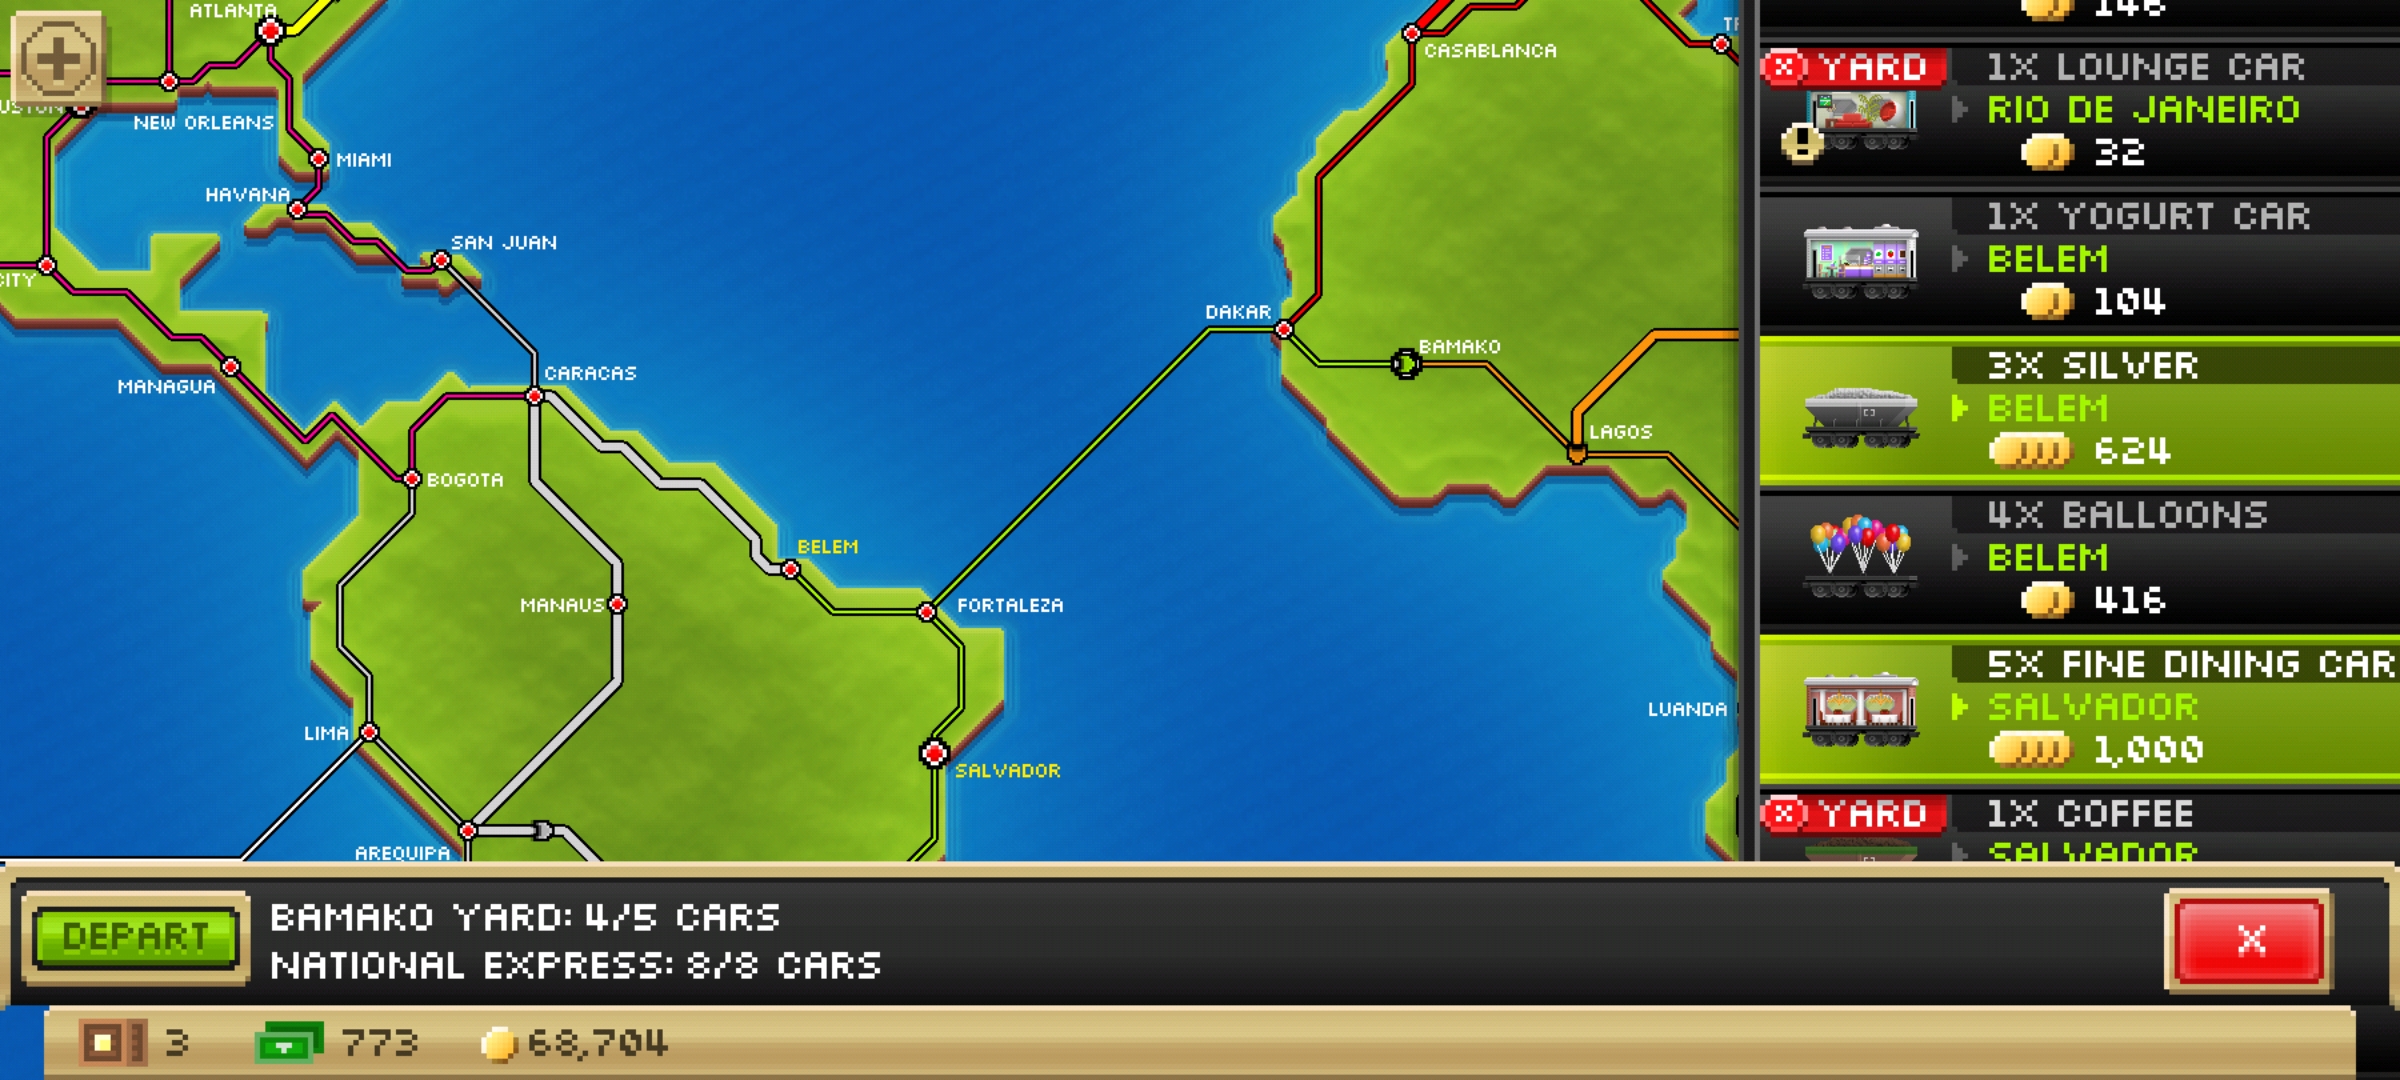 ATLANTA
NEW ORLEANS
MIAMI
HAVANA
SAN JUAN
CITY
MANAGUA
CARACAS
BOGOTA
BELEM
MANAUS
FORTALEZA
LIMA
SALVADOR
AREQUIPA
CASABLANCA
DAKAR
BAMAKO
LAGOS
LUANDA
146
YARD
1X LOUNGE CAR
RIO DE JANEIRO
32
1X YOGURT CAR
BELEM
104
3X SILVER
BELEM
624
4X BALLOONS
BELEM
416
5X FINE DINING CAR
SALVADOR
1,000
YARD
1X COFFEE
SALVADOR
DEPART
BAMAKO YARD: 4/5 CARS
NATIONAL EXPRESS: 8/8 CARS
X
3
773
68,704